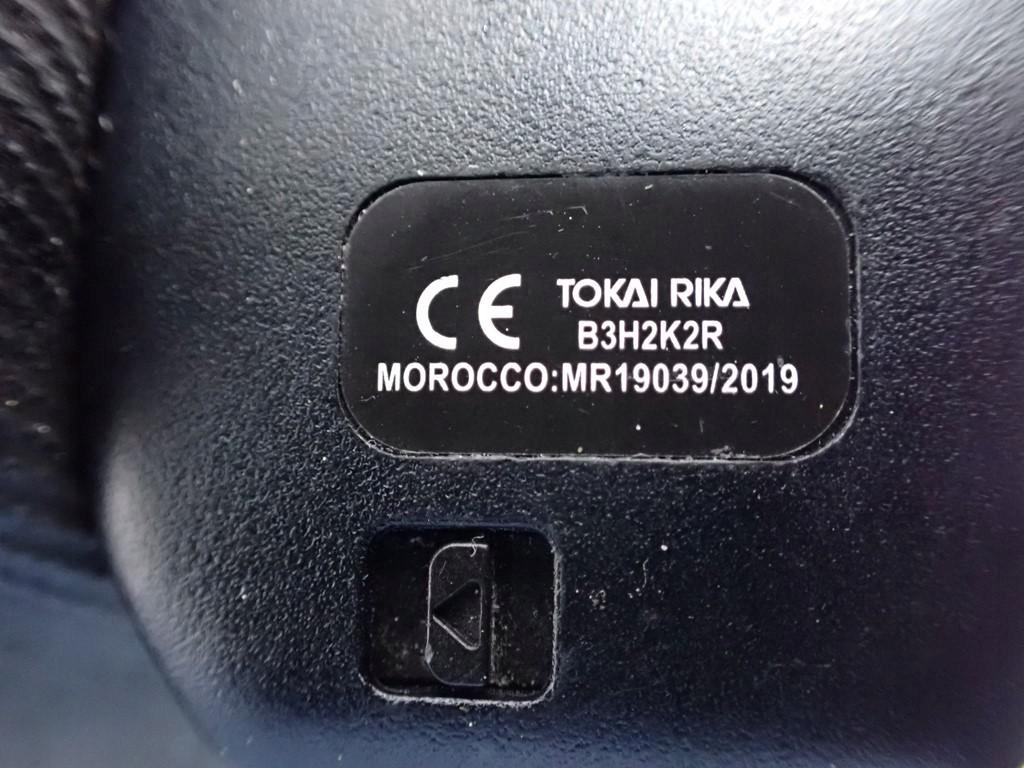 CE TOKAI RIKA
B3H2K2R
MOROCCO:MR19039/2019